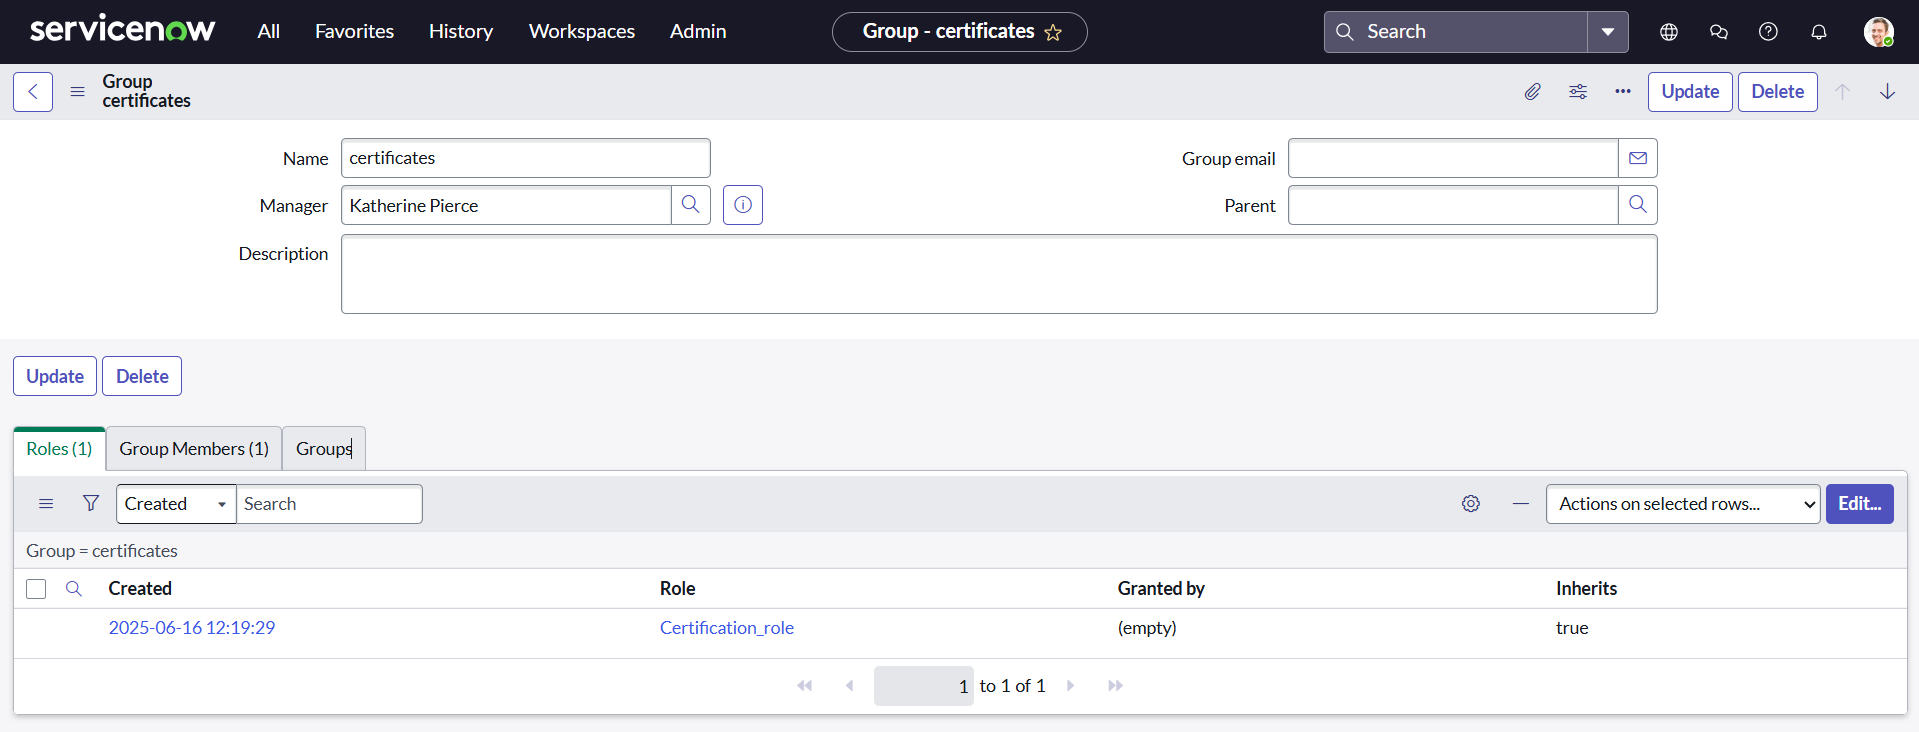 servicenow All Favorites History Workspaces Admin Group - certificates Search
Group
certificates
Update Delete
Name certificates Group email
Manager Katherine Pierce Parent
Description
Update Delete
Roles (1) Group Members (1) Groups
Created Search Actions on selected rows... Edit...
Group = certificates
Created Role Granted by Inherits
2025-06-16 12:19:29 Certification_role (empty) true
1 to 1 of 1